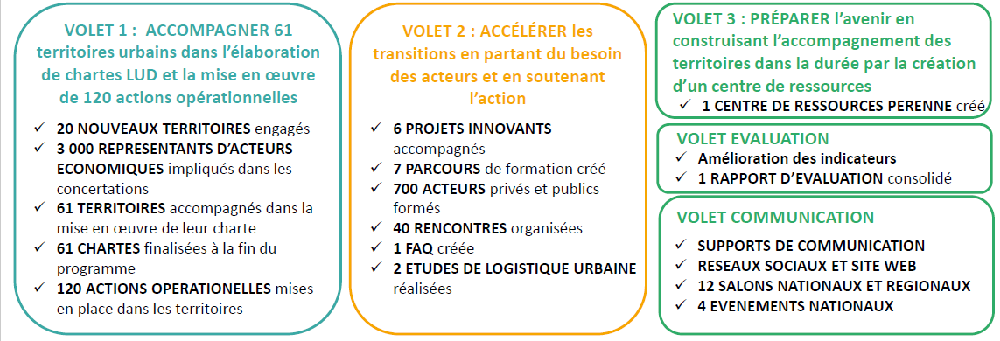 VOLET 1 : ACCOMPAGNER 61
territoires urbains dans l'élaboration
de chartes LUD et la mise en œuvre
de 120 actions opérationnelles
✓ 20 NOUVEAUX TERRITOIRES engagés
✓ 3 000 REPRESENTANTS D'ACTEURS
ECONOMIQUES impliqués dans les
concertations
✓ 61 TERRITOIRES accompagnés dans la
mise en œuvre de leur charte
✓ 61 CHARTES finalisées à la fin du
programme
✓ 120 ACTIONS OPERATIONNELLES mises
en place dans les territoires
VOLET 2 : ACCÉLÉRER les
transitions en partant du besoin
des acteurs et en soutenant
l'action
✓ 6 PROJETS INNOVANTS
accompagnés
✓ 7 PARCOURS de formation créé
✓ 700 ACTEURS privés et publics
formés
✓ 40 RENCONTRES organisées
✓ 1 FAQ créée
✓ 2 ETUDES DE LOGISTIQUE URBAINE
réalisées
VOLET 3 : PRÉPARER l'avenir en
construisant l'accompagnement des
territoires dans la durée par la création
d'un centre de ressources
✓ 1 CENTRE DE RESSOURCES PERENNE créé
VOLET EVALUATION
✓ Amélioration des indicateurs
✓ 1 RAPPORT D'EVALUATION consolidé
VOLET COMMUNICATION
✓ SUPPORTS DE COMMUNICATION
✓ RESEAUX SOCIAUX ET SITE WEB
✓ 12 SALONS NATIONAUX ET REGIONAUX
✓ 4 EVENEMENTS NATIONAUX